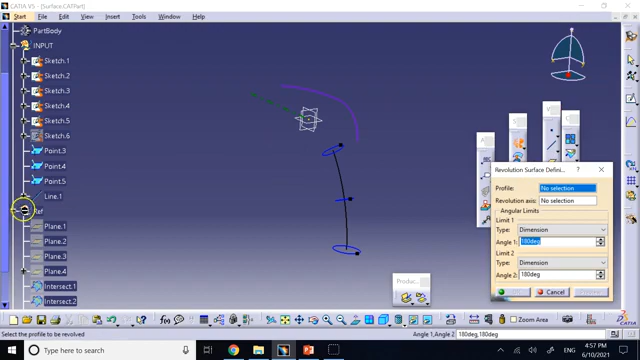 CATIA V5 - [Surface.CATPart]
Start File Edit View Insert Tools Window Help
PartBody
INPUT
Sketch.1
Sketch.2
Sketch.3
Sketch.4
Sketch.5
Sketch.6
Point.3
Point.4
Point.5
Line.1
Ref
Plane.1
Plane.2
Plane.3
Plane.4
Intersect.1
Intersect.2
Produc...
Revolution Surface Defin... ?
Profile: No selection
Revolution axis: No selection
Angular Limits
Limit 1
Type: Dimension
Angle 1: 180deg
Limit 2
Type: Dimension
Angle 2: 180deg
Cancel
Zoom Area
Select the profile to be revolved
Angle 1,Angle 2
180deg,180deg
CATIA
Type here to search
ENG
4:57 PM
6/10/2021